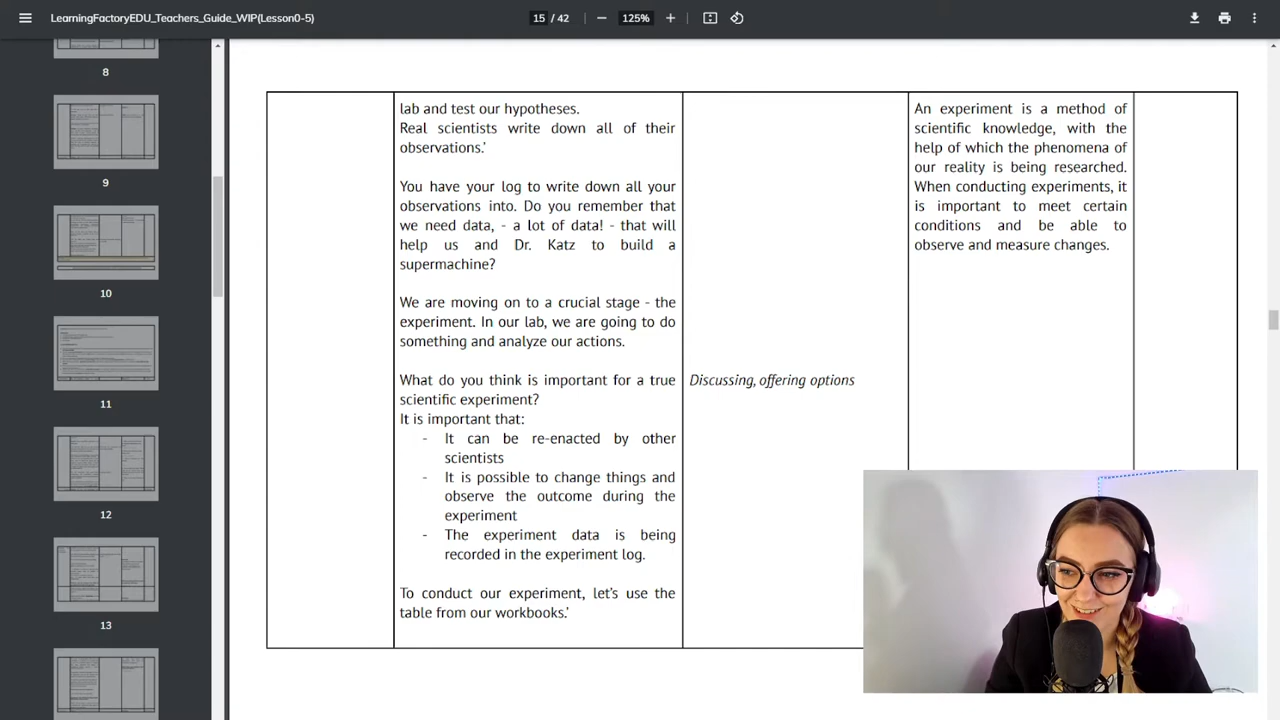 LearningFactoryEDU_Teachers_Guide_WIP(Lesson0-5)
15 / 42
125%
8
9
10
11
12
13
lab and test our hypotheses.
Real scientists write down all of their
observations.’
You have your log to write down all your
observations into. Do you remember that
we need data, - a lot of data! - that will
help us and Dr. Katz to build a
supermachine?
We are moving on to a crucial stage - the
experiment. In our lab, we are going to do
something and analyze our actions.
What do you think is important for a true
scientific experiment?
It is important that:
- It can be re-enacted by other
scientists
- It is possible to change things and
observe the outcome during the
experiment
- The experiment data is being
recorded in the experiment log.
To conduct our experiment, let’s use the
table from our workbooks.’
Discussing, offering options
An experiment is a method of
scientific knowledge, with the
help of which the phenomena of
our reality is being researched.
When conducting experiments, it
is important to meet certain
conditions and be able to
observe and measure changes.